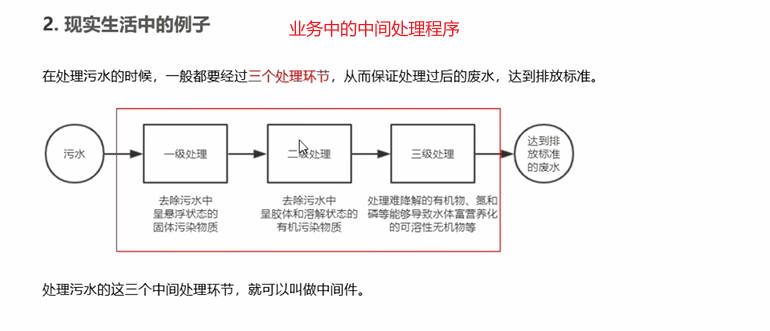 2. 现实生活中的例子
业务中的中间处理程序
在处理污水的时候，一般都要经过三个处理环节，从而保证处理过后的废水，达到排放标准。
污水
一级处理
二级处理
三级处理
达到排
放标准
的废水
去除污水中
呈悬浮状态的
固体污染物质
去除污水中
呈胶体和溶解状态的
有机污染物质
处理难降解的有机物、氮和
磷等能够导致水体富营养化
的可溶性无机物等
处理污水的这三个中间处理环节，就可以叫做中间件。